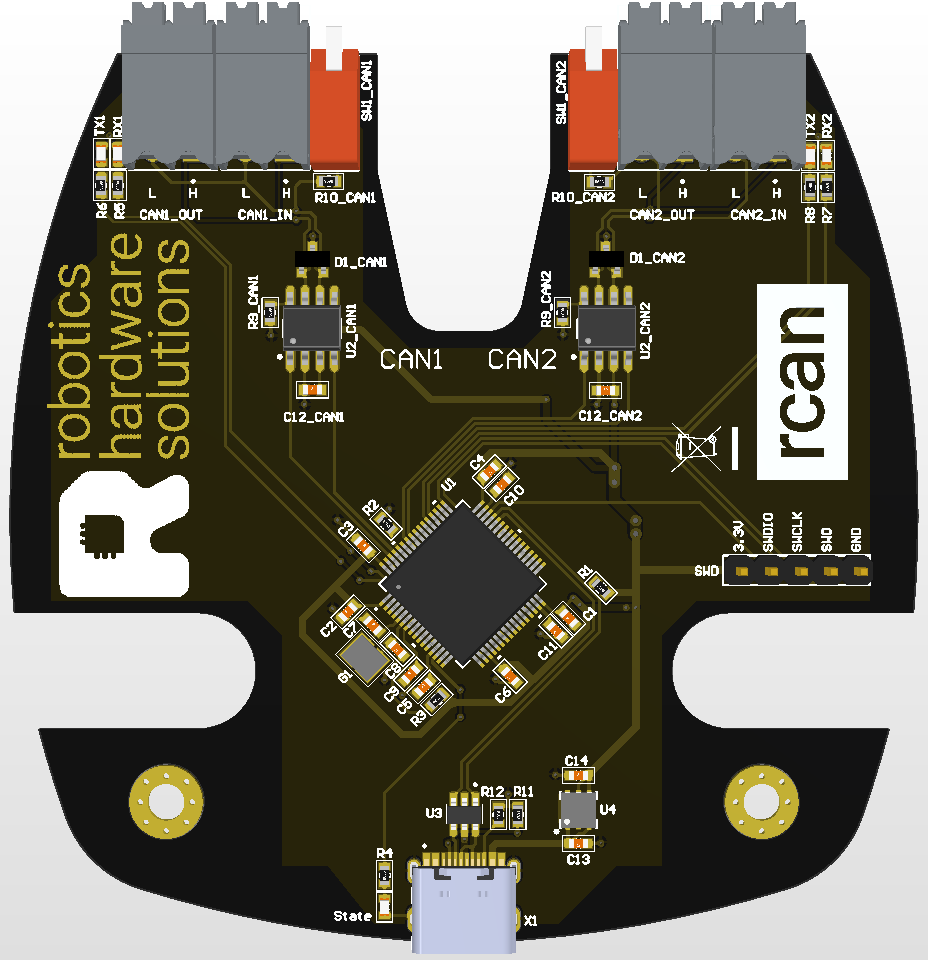 SW1_CAN1
SW1_CAN2
TX1
RX1
TX2
RX2
R6
R5
L
H
L
H
CAN1_OUT
CAN1_IN
R10_CAN1
R10_CAN2
L
H
L
H
CAN2_OUT
CAN2_IN
R8
R7
robotics
hardware
solutions
D1_CAN1
D1_CAN2
R9_CAN1
U2_CAN1
R9_CAN2
U2_CAN2
CAN1
CAN2
C12_CAN1
C12_CAN2
rcan
C4
C10
U1
R2
C3
3.3V
SWDIO
SWCLK
SWO
GND
SWD
R1
C1
C11
C2
C7
C8
C9
C5
R3
C6
C14
U3
R12
R11
U4
C13
R4
State
X1